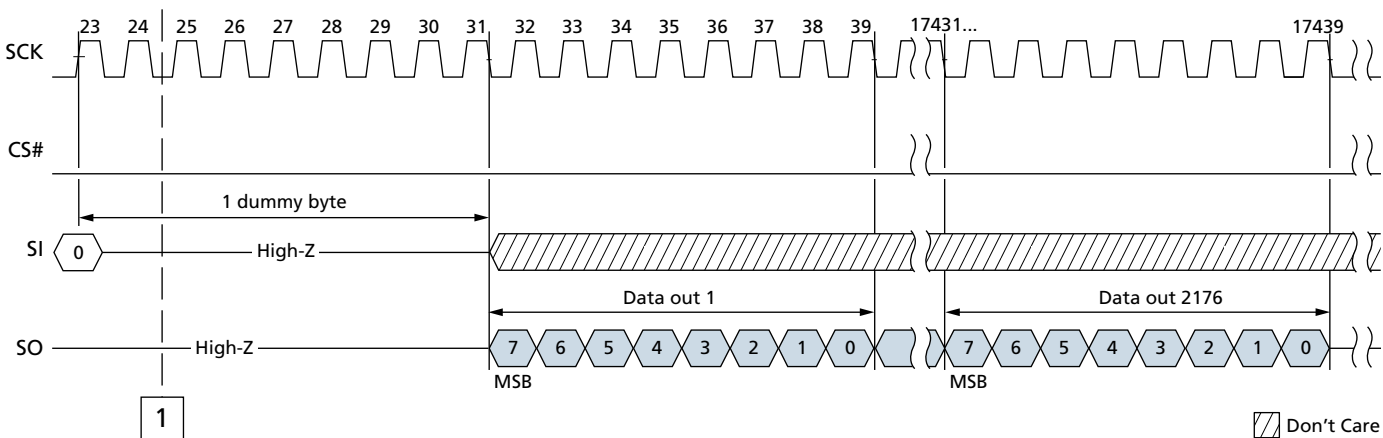 23 24 25 26 27 28 29 30 31 32 33 34 35 36 37 38 39 17431... 17439
SCK
CS#
1 dummy byte
SI 0 High-Z
Data out 1 Data out 2176
SO High-Z 7 6 5 4 3 2 1 0 7 6 5 4 3 2 1 0
MSB MSB
1
Don't Care